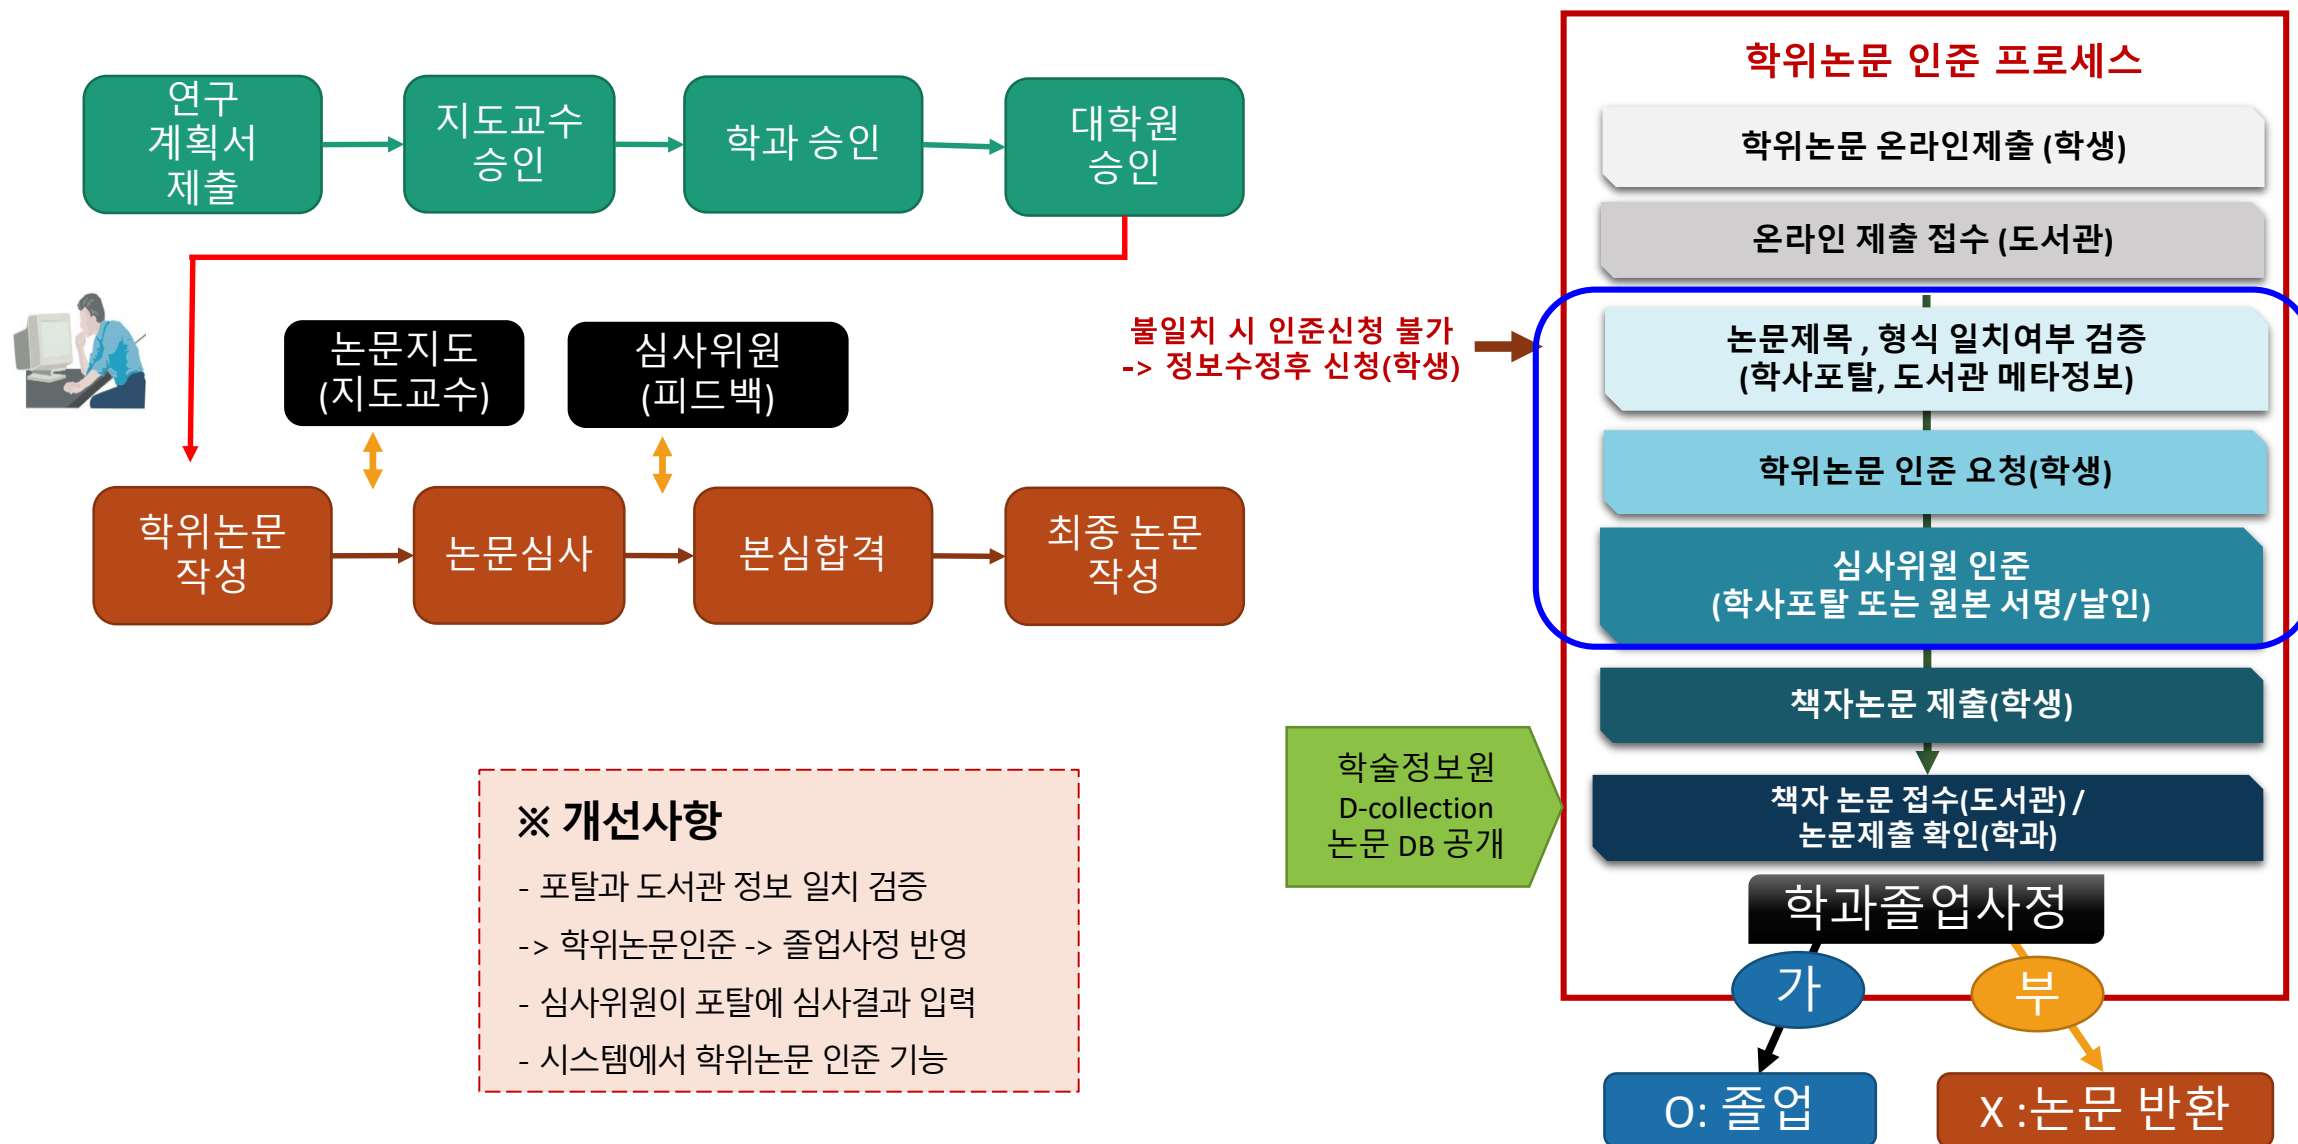 연구
계획서
제출
지도교수
승인
학과 승인
대학원
승인
논문지도
(지도교수)
심사위원
(피드백)
학위논문
작성
논문심사
본심합격
최종 논문
작성
※ 개선사항
- 포탈과 도서관 정보 일치 검증
-> 학위논문인준 -> 졸업사정 반영
- 심사위원이 포탈에 심사결과 입력
- 시스템에서 학위논문 인준 기능
불일치 시 인준신청 불가
-> 정보수정후 신청(학생)
학술정보원
D-collection
논문 DB 공개
학위논문 인준 프로세스
학위논문 온라인제출 (학생)
온라인 제출 접수 (도서관)
논문제목 , 형식 일치여부 검증
(학사포탈, 도서관 메타정보)
학위논문 인준 요청(학생)
심사위원 인준
(학사포탈 또는 원본 서명/날인)
책자논문 제출(학생)
책자 논문 접수(도서관) /
논문제출 확인(학과)
학과졸업사정
가
부
O: 졸업
X :논문 반환